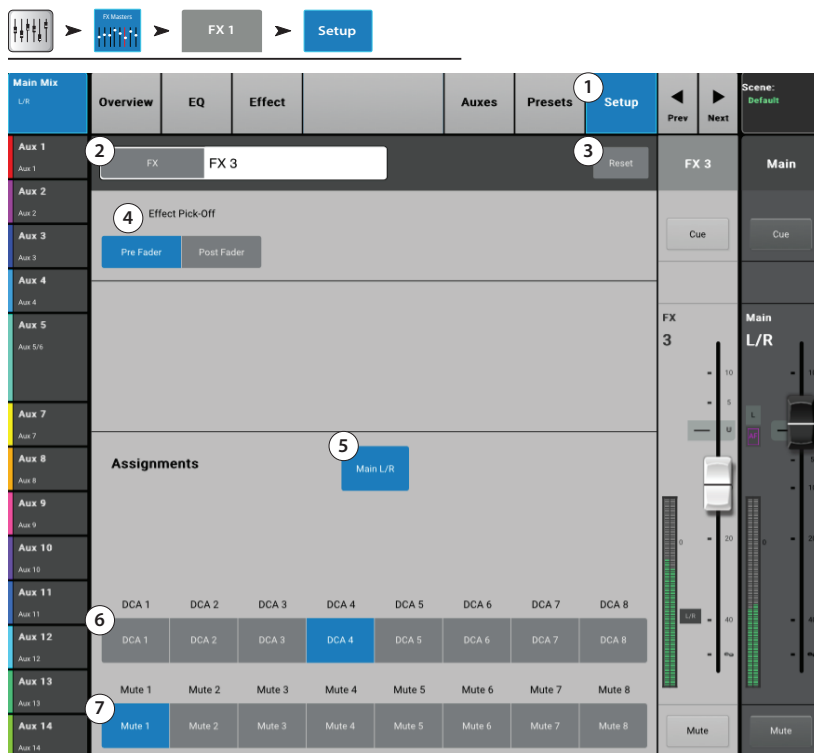 FX Masters
FX 1
Setup
Main Mix
L/R
Overview
EQ
Effect
Auxes
Presets
1
Setup
Prev
Next
Scene:
Default
Aux 1
Aux 1
Aux 2
Aux 2
Aux 3
Aux 3
Aux 4
Aux 4
Aux 5
Aux 5/6
Aux 7
Aux 7
Aux 8
Aux 8
Aux 9
Aux 9
Aux 10
Aux 10
Aux 11
Aux 11
Aux 12
Aux 12
Aux 13
Aux 13
Aux 14
Aux 14
2
FX
FX 3
3
Reset
4
Effect Pick-Off
Pre Fader
Post Fader
Assignments
5
Main L/R
DCA 1 DCA 2 DCA 3 DCA 4 DCA 5 DCA 6 DCA 7 DCA 8
6
DCA 1 DCA 2 DCA 3 DCA 4 DCA 5 DCA 6 DCA 7 DCA 8
Mute 1 Mute 2 Mute 3 Mute 4 Mute 5 Mute 6 Mute 7 Mute 8
7
Mute 1 Mute 2 Mute 3 Mute 4 Mute 5 Mute 6 Mute 7 Mute 8
FX 3
Cue
FX
3
10
5
U
0
20
L/R
40
∞
Mute
Main
Cue
Main
L/R
L
0
Mute